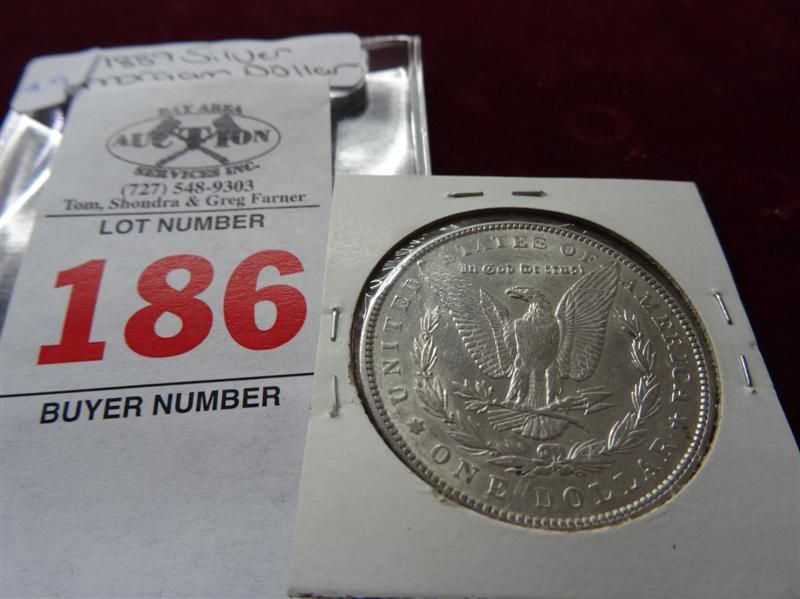 1889 Silver
morgan Dollar
BAY AREA
AUCTION
SERVICES INC.
(727) 548-9303
Tom, Shondra & Greg Farner
LOT NUMBER
186
BUYER NUMBER
UNITED STATES OF AMERICA
In God We trust
ONE DOLLAR